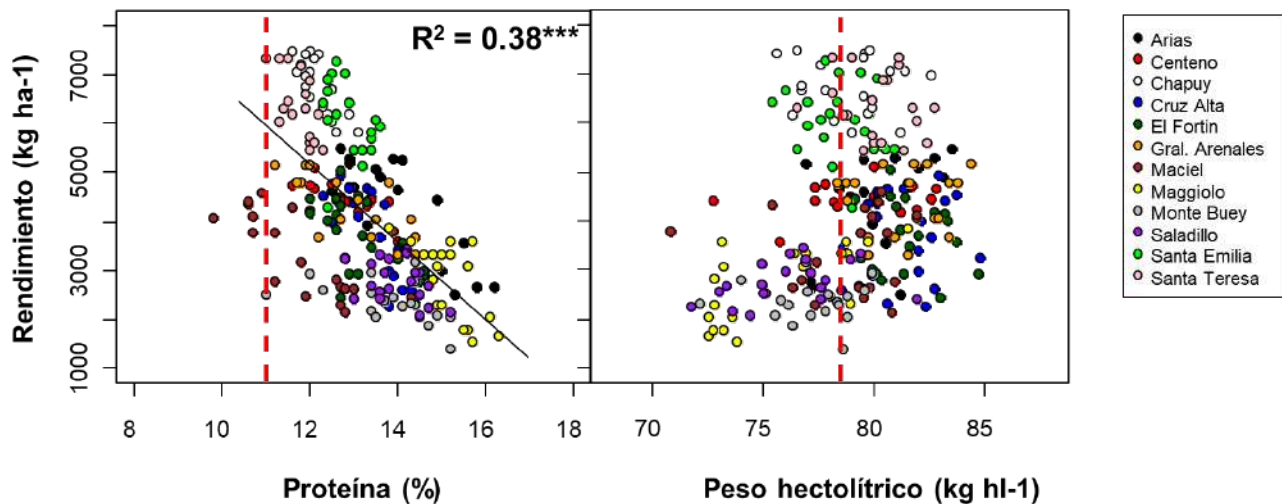 R² = 0.38***
Rendimiento (kg ha-1)
7000
5000
3000
1000
8 10 12 14 16 18
70 75 80 85
Proteína (%)
Peso hectolítrico (kg hl-1)
Arias
Centeno
Chapuy
Cruz Alta
El Fortin
Gral. Arenales
Maciel
Maggiolo
Monte Buey
Saladillo
Santa Emilia
Santa Teresa